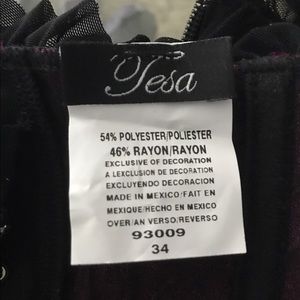 Tesa
54% POLYESTER/POLIESTER
46% RAYON/RAYON
EXCLUSIVE OF DECORATION
A LEXCLUSION DE DECORATION
EXCLUYENDO DECORACION
MADE IN MEXICO/FAIT EN
MEXIQUE/HECHO EN MEXICO
OVER/AN VERSO/REVERSO
93009
34